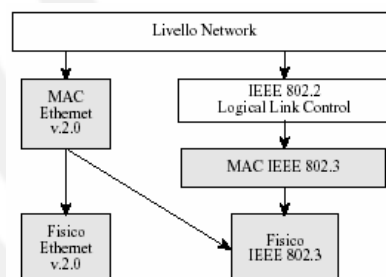 Livello Network
MAC
Ethernet
v.2.0
IEEE 802.2
Logical Link Control
MAC IEEE 802.3
Fisico
Ethernet
v.2.0
Fisico
IEEE 802.3